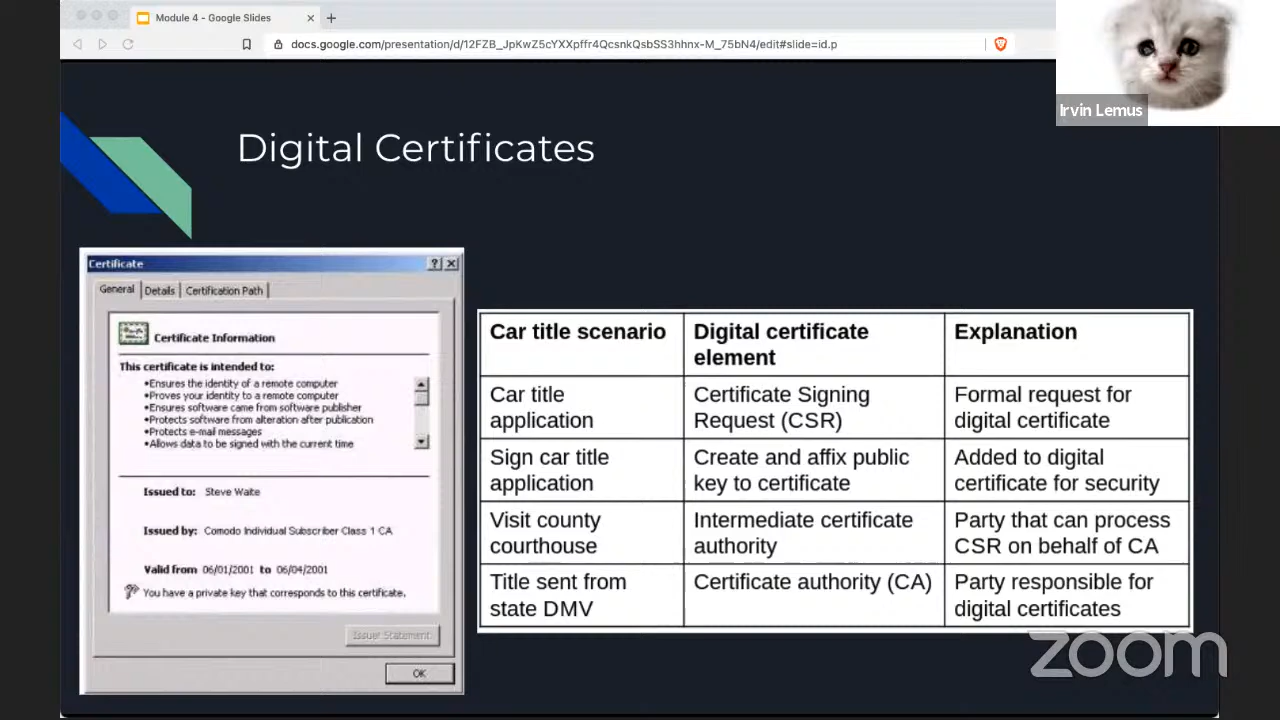 Module 4 - Google Slides
docs.google.com/presentation/d/12FZB_JpKwZ5cYXXpffr4QcsnkQsbSS3hhnx-M_75bN4/edit#slide=id.p
Irvin Lemus
Digital Certificates
Certificate
General
Details
Certification Path
Certificate Information
This certificate is intended to:
•Ensures the identity of a remote computer
•Proves your identity to a remote computer
•Ensures software came from software publisher
•Protects software from alteration after publication
•Protects e-mail messages
•Allows data to be signed with the current time
Issued to: Steve Waite
Issued by: Comodo Individual Subscriber Class 1 CA
Valid from 06/01/2001 to 06/04/2001
You have a private key that corresponds to this certificate.
Issuer Statement
OK
Car title scenario
Digital certificate
element
Explanation
Car title
application
Certificate Signing
Request (CSR)
Formal request for
digital certificate
Sign car title
application
Create and affix public
key to certificate
Added to digital
certificate for security
Visit county
courthouse
Intermediate certificate
authority
Party that can process
CSR on behalf of CA
Title sent from
state DMV
Certificate authority (CA)
Party responsible for
digital certificates
zoom